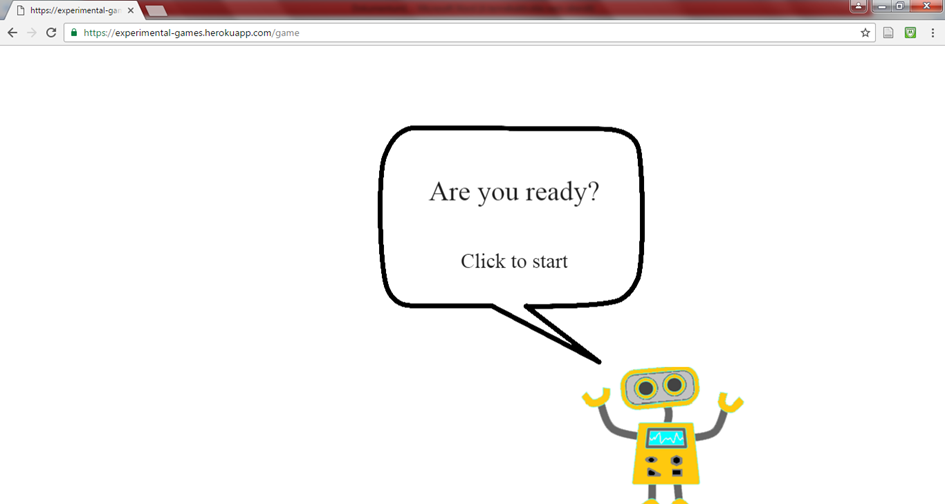 https://experimental-gam
https://experimental-games.herokuapp.com/game
Are you ready?
Click to start